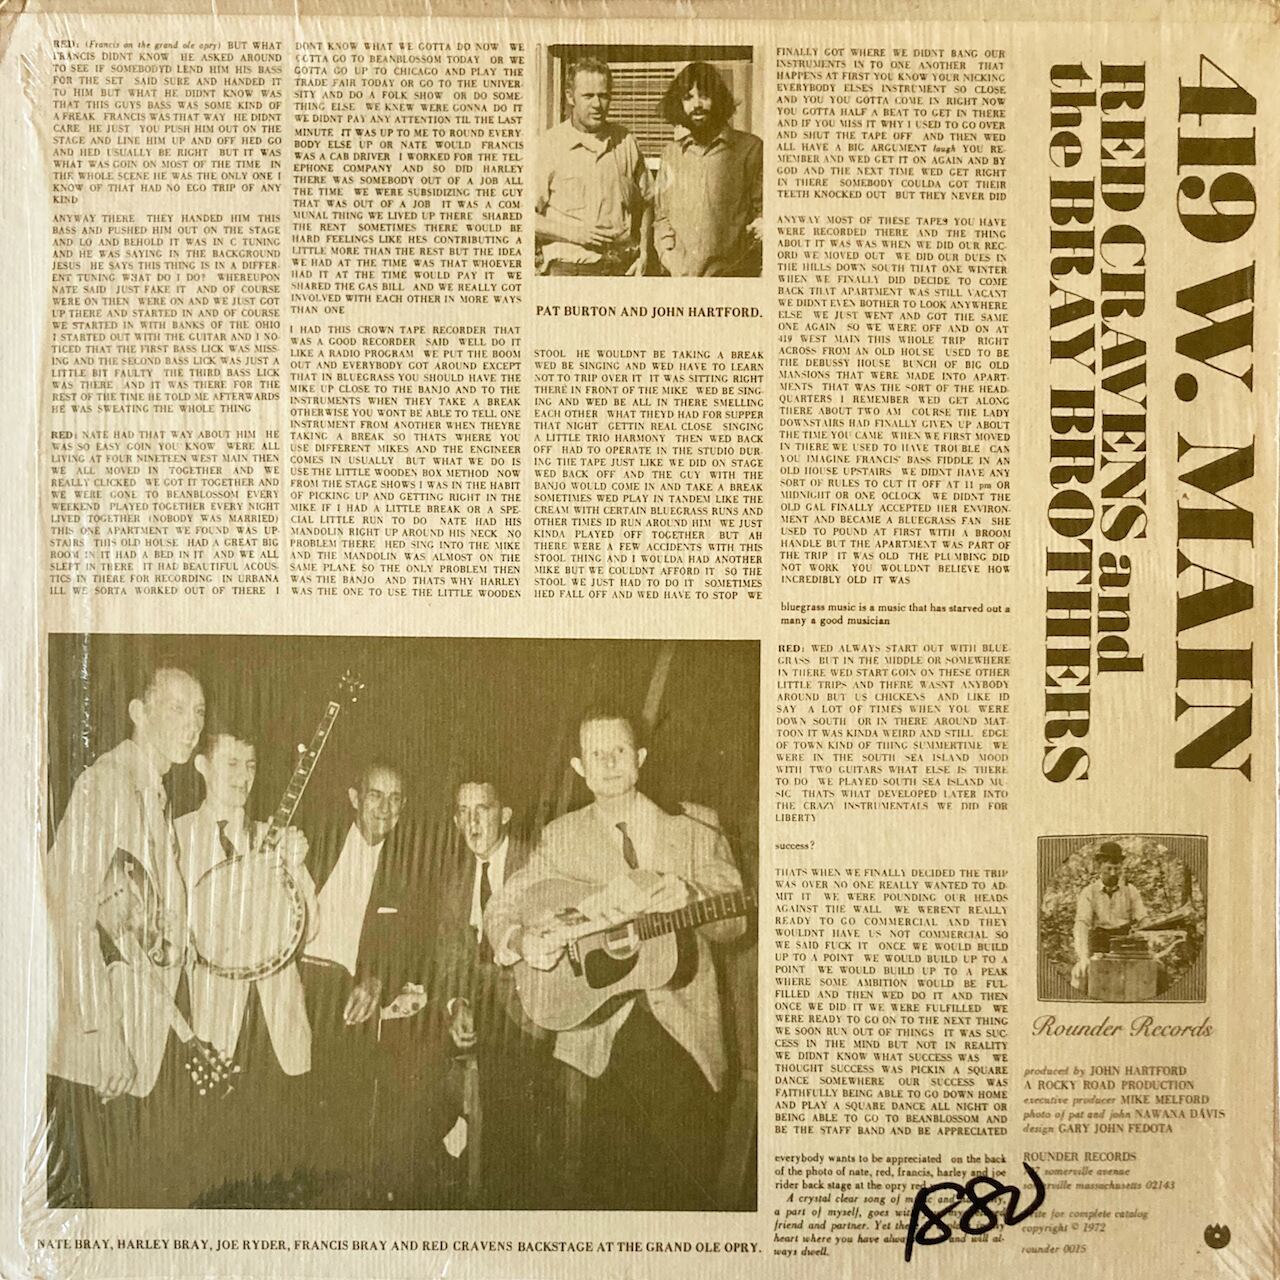 RED: (Francis on the grand ole opry) BUT WHAT
FRANCIS DIDNT KNOW HE ASKED AROUND
TO SEE IF SOMEBODYD LEND HIM HIS BASS
FOR THE SET SAID SURE AND HANDED IT
TO HIM BUT WHAT HE DIDNT KNOW WAS
THAT THIS GUYS BASS WAS SOME KIND OF
A FREAK FRANCIS WAS THAT WAY HE DIDNT
CARE HE JUST YOU PUSH HIM OUT ON THE
STAGE AND LINE HIM UP AND OFF HED GO
AND HED USUALLY BE RIGHT BUT IT WAS
WHAT WAS GOIN ON MOST OF THE TIME IN
THE WHOLE SCENE HE WAS THE ONLY ONE I
KNOW OF THAT HAD NO EGO TRIP OF ANY
KIND
ANYWAY THERE THEY HANDED HIM THIS
BASS AND PUSHED HIM OUT ON THE STAGE
AND LO AND BEHOLD IT WAS IN C TUNING
AND HE WAS SAYING IN THE BACKGROUND
JESUS HE SAYS THIS THING IS IN A DIFFER-
ENT TUNING WHAT DO I DO? WHEREUPON
NATE SAID JUST FAKE IT AND OF COURSE
WERE ON THEN WERE ON AND WE JUST GOT
UP THERE AND STARTED IN AND OF COURSE
WE STARTED IN WITH BANKS OF THE OHIO
I STARTED OUT WITH THE GUITAR AND I NO-
TICED THAT THE FIRST BASS LICK WAS MISS-
ING AND THE SECOND BASS LICK WAS JUST A
LITTLE BIT FAULTY THE THIRD BASS LICK
WAS THERE AND IT WAS THERE FOR THE
REST OF THE TIME HE TOLD ME AFTERWARDS
HE WAS SWEATING THE WHOLE THING
RED: NATE HAD THAT WAY ABOUT HIM HE
WAS SO EASY GOIN YOU KNOW WERE ALL
LIVING AT FOUR NINETEEN WEST MAIN THEN
WE ALL MOVED IN TOGETHER AND WE
REALLY CLICKED WE GOT IT TOGETHER AND
WE WERE GONE TO BEANBLOSSOM EVERY
WEEKEND PLAYED TOGETHER EVERY NIGHT
LIVED TOGETHER (NOBODY WAS MARRIED)
THIS ONE APARTMENT WE FOUND WAS UP-
STAIRS THIS OLD HOUSE HAD A GREAT BIG
ROOM IN IT HAD A BED IN IT AND WE ALL
SLEPT IN THERE IT HAD BEAUTIFUL ACOUS-
TICS IN THERE FOR RECORDING IN URBANA
ILL WE SORTA WORKED OUT OF THERE I
DONT KNOW WHAT WE GOTTA DO NOW WE
GOTTA GO TO BEANBLOSSOM TODAY OR WE
GOTTA GO UP TO CHICAGO AND PLAY THE
TRADE FAIR TODAY OR GO TO THE UNIVER-
SITY AND DO A FOLK SHOW OR DO SOME-
THING ELSE WE KNEW WERE GONNA DO IT
WE DIDNT PAY ANY ATTENTION TIL THE LAST
MINUTE IT WAS UP TO ME TO ROUND EVERY-
BODY ELSE UP OR NATE WOULD FRANCIS
WAS A CAB DRIVER I WORKED FOR THE TEL-
EPHONE COMPANY AND SO DID HARLEY
THERE WAS SOMEBODY OUT OF A JOB ALL
THE TIME WE WERE SUBSIDIZING THE GUY
THAT WAS OUT OF A JOB IT WAS A COM-
MUNAL THING WE LIVED UP THERE SHARED
THE RENT SOMETIMES THERE WOULD BE
HARD FEELINGS LIKE HES CONTRIBUTING A
LITTLE MORE THAN THE REST BUT THE IDEA
WE HAD AT THE TIME WAS THAT WHOEVER
HAD IT AT THE TIME WOULD PAY IT WE
SHARED THE GAS BILL AND WE REALLY GOT
INVOLVED WITH EACH OTHER IN MORE WAYS
THAN ONE
I HAD THIS CROWN TAPE RECORDER THAT
WAS A GOOD RECORDER SAID WELL DO IT
LIKE A RADIO PROGRAM WE PUT THE BOOM
OUT AND EVERYBODY GOT AROUND EXCEPT
THAT IN BLUEGRASS YOU SHOULD HAVE THE
MIKE UP CLOSE TO THE BANJO AND TO THE
INSTRUMENTS WHEN THEY TAKE A BREAK
OTHERWISE YOU WONT BE ABLE TO TELL ONE
INSTRUMENT FROM ANOTHER WHEN THEYRE
TAKING A BREAK SO THATS WHERE YOU
USE DIFFERENT MIKES AND THE ENGINEER
COMES IN USUALLY BUT WHAT WE DO IS
USE THE LITTLE WOODEN BOX METHOD NOW
FROM THE STAGE SHOWS I WAS IN THE HABIT
OF PICKING UP AND GETTING RIGHT IN THE
MIKE IF I HAD A LITTLE BREAK OR A SPE-
CIAL LITTLE RUN TO DO NATE HAD HIS
MANDOLIN RIGHT UP AROUND HIS NECK NO
PROBLEM THERE HED SING INTO THE MIKE
AND THE MANDOLIN WAS ALMOST ON THE
SAME PLANE SO THE ONLY PROBLEM THEN
WAS THE BANJO AND THATS WHY HARLEY
WAS THE ONE TO USE THE LITTLE WOODEN
PAT BURTON AND JOHN HARTFORD.
STOOL HE WOULDNT BE TAKING A BREAK
WED BE SINGING AND WED HAVE TO LEARN
NOT TO TRIP OVER IT IT WAS SITTING RIGHT
THERE IN FRONT OF THE MIKE WED BE SING-
ING AND WED BE ALL IN THERE SMELLING
EACH OTHER WHAT THEYD HAD FOR SUPPER
THAT NIGHT GETTIN REAL CLOSE SINGING
A LITTLE TRIO HARMONY THEN WED BACK
OFF HAD TO OPERATE IN THE STUDIO DUR-
ING THE TAPE JUST LIKE WE DID ON STAGE
WED BACK OFF AND THE GUY WITH THE
BANJO WOULD COME IN AND TAKE A BREAK
SOMETIMES WED PLAY IN TANDEM LIKE THE
CREAM WITH CERTAIN BLUEGRASS RUNS AND
OTHER TIMES ID RUN AROUND HIM WE JUST
KINDA PLAYED OFF TOGETHER BUT AH
THERE WERE A FEW ACCIDENTS WITH THIS
STOOL THING AND I WOULDA HAD ANOTHER
MIKE BUT WE COULDNT AFFORD IT SO THE
STOOL WE JUST HAD TO DO IT SOMETIMES
HED FALL OFF AND WED HAVE TO STOP WE
FINALLY GOT WHERE WE DIDNT BANG OUR
INSTRUMENTS IN TO ONE ANOTHER THAT
HAPPENS AT FIRST YOU KNOW YOUR NICKING
EVERYBODY ELSES INSTRUMENT SO CLOSE
AND YOU YOU GOTTA COME IN RIGHT NOW
YOU GOTTA HALF A BEAT TO GET IN THERE
AND IF YOU MISS IT WHY I USED TO GO OVER
AND SHUT THE TAPE OFF AND THEN WED
ALL HAVE A BIG ARGUMENT laugh YOU RE-
MEMBER AND WED GET IT ON AGAIN AND BY
GOD AND THE NEXT TIME WED GET RIGHT
IN THERE SOMEBODY COULDA GOT THEIR
TEETH KNOCKED OUT BUT THEY NEVER DID
ANYWAY MOST OF THESE TAPES YOU HAVE
WERE RECORDED THERE AND THE THING
ABOUT IT WAS WAS WHEN WE DID OUR REC-
ORD WE MOVED OUT WE DID OUR DUES IN
THE HILLS DOWN SOUTH THAT ONE WINTER
WHEN WE FINALLY DID DECIDE TO COME
BACK THAT APARTMENT WAS STILL VACANT
WE DIDNT EVEN BOTHER TO LOOK ANYWHERE
ELSE WE JUST WENT AND GOT THE SAME
ONE AGAIN SO WE WERE OFF AND ON AT
419 WEST MAIN THIS WHOLE TRIP RIGHT
ACROSS FROM AN OLD HOUSE USED TO BE
THE DEBUSSY HOUSE BUNCH OF BIG OLD
MANSIONS THAT WERE MADE INTO APART-
MENTS THAT WAS THE SORT OF THE HEAD-
QUARTERS I REMEMBER WED GET ALONG
THERE ABOUT TWO AM COURSE THE LADY
DOWNSTAIRS HAD FINALLY GIVEN UP ABOUT
THE TIME YOU CAME WHEN WE FIRST MOVED
IN THERE WE USED TO HAVE TROUBLE CAN
YOU IMAGINE FRANCIS' BASS FIDDLE IN AN
OLD HOUSE UPSTAIRS WE DIDNT HAVE ANY
SORT OF RULES TO CUT IT OFF AT 11 pm OR
MIDNIGHT OR ONE OCLOCK WE DIDNT THE
OLD GAL FINALLY ACCEPTED HER ENVIRON-
MENT AND BECAME A BLUEGRASS FAN SHE
USED TO POUND AT FIRST WITH A BROOM
HANDLE BUT THE APARTMENT WAS PART OF
THE TRIP IT WAS OLD THE PLUMBING DID
NOT WORK YOU WOULDNT BELIEVE HOW
INCREDIBLY OLD IT WAS
bluegrass music is a music that has starved out a
many a good musician
RED: WED ALWAYS START OUT WITH BLUE-
GRASS BUT IN THE MIDDLE OR SOMEWHERE
IN THERE WED START GOIN ON THESE OTHER
LITTLE TRIPS AND THERE WASNT ANYBODY
AROUND BUT US CHICKENS AND LIKE ID
SAY A LOT OF TIMES WHEN YOU WERE
DOWN SOUTH OR IN THERE AROUND MAT-
TOON IT WAS KINDA WEIRD AND STILL EDGE
OF TOWN KIND OF THING SUMMERTIME WE
WERE IN THE SOUTH SEA ISLAND MOOD
WITH TWO GUITARS WHAT ELSE IS THERE
TO DO WE PLAYED SOUTH SEA ISLAND MU-
SIC THATS WHAT DEVELOPED LATER INTO
THE CRAZY INSTRUMENTALS WE DID FOR
LIBERTY
success?
THATS WHEN WE FINALLY DECIDED THE TRIP
WAS OVER NO ONE REALLY WANTED TO AD-
MIT IT WE WERE POUNDING OUR HEADS
AGAINST THE WALL WE WERENT REALLY
READY TO GO COMMERCIAL AND THEY
WOULDNT HAVE US NOT COMMERCIAL SO
WE SAID FUCK IT ONCE WE WOULD BUILD
UP TO A POINT WE WOULD BUILD UP TO A
POINT WE WOULD BUILD UP TO A PEAK
WHERE SOME AMBITION WOULD BE FUL-
FILLED AND THEN WED DO IT AND THEN
ONCE WE DID IT WE WERE FULFILLED WE
WERE READY TO GO ON TO THE NEXT THING
WE SOON RUN OUT OF THINGS IT WAS SUC-
CESS IN THE MIND BUT NOT IN REALITY
WE DIDNT KNOW WHAT SUCCESS WAS WE
THOUGHT SUCCESS WAS PICKIN A SQUARE
DANCE SOMEWHERE OUR SUCCESS WAS
FAITHFULLY BEING ABLE TO GO DOWN HOME
AND PLAY A SQUARE DANCE ALL NIGHT OR
BEING ABLE TO GO TO BEANBLOSSOM AND
BE THE STAFF BAND AND BE APPRECIATED
everybody wants to be appreciated on the back
of the photo of nate, red, francis, harley and joe
rider back stage at the opry red
A crystal clear song of and
a part of myself, goes
friend and partner. Yet
heart where you have and will al-
ways dwell.
NATE BRAY, HARLEY BRAY, JOE RYDER, FRANCIS BRAY AND RED CRAVENS BACKSTAGE AT THE GRAND OLE OPRY.
419 W. MAIN
RED CRAVENS and
the BRAY BROTHERS
Rounder Records
produced by JOHN HARTFORD
A ROCKY ROAD PRODUCTION
executive producer MIKE MELFORD
photo of pat and john NAWANA DAVIS
design GARY JOHN FEDOTA
ROUNDER RECORDS
somerville avenue
somerville massachusetts 02143
write for complete catalog
copyright © 1972
rounder 0015